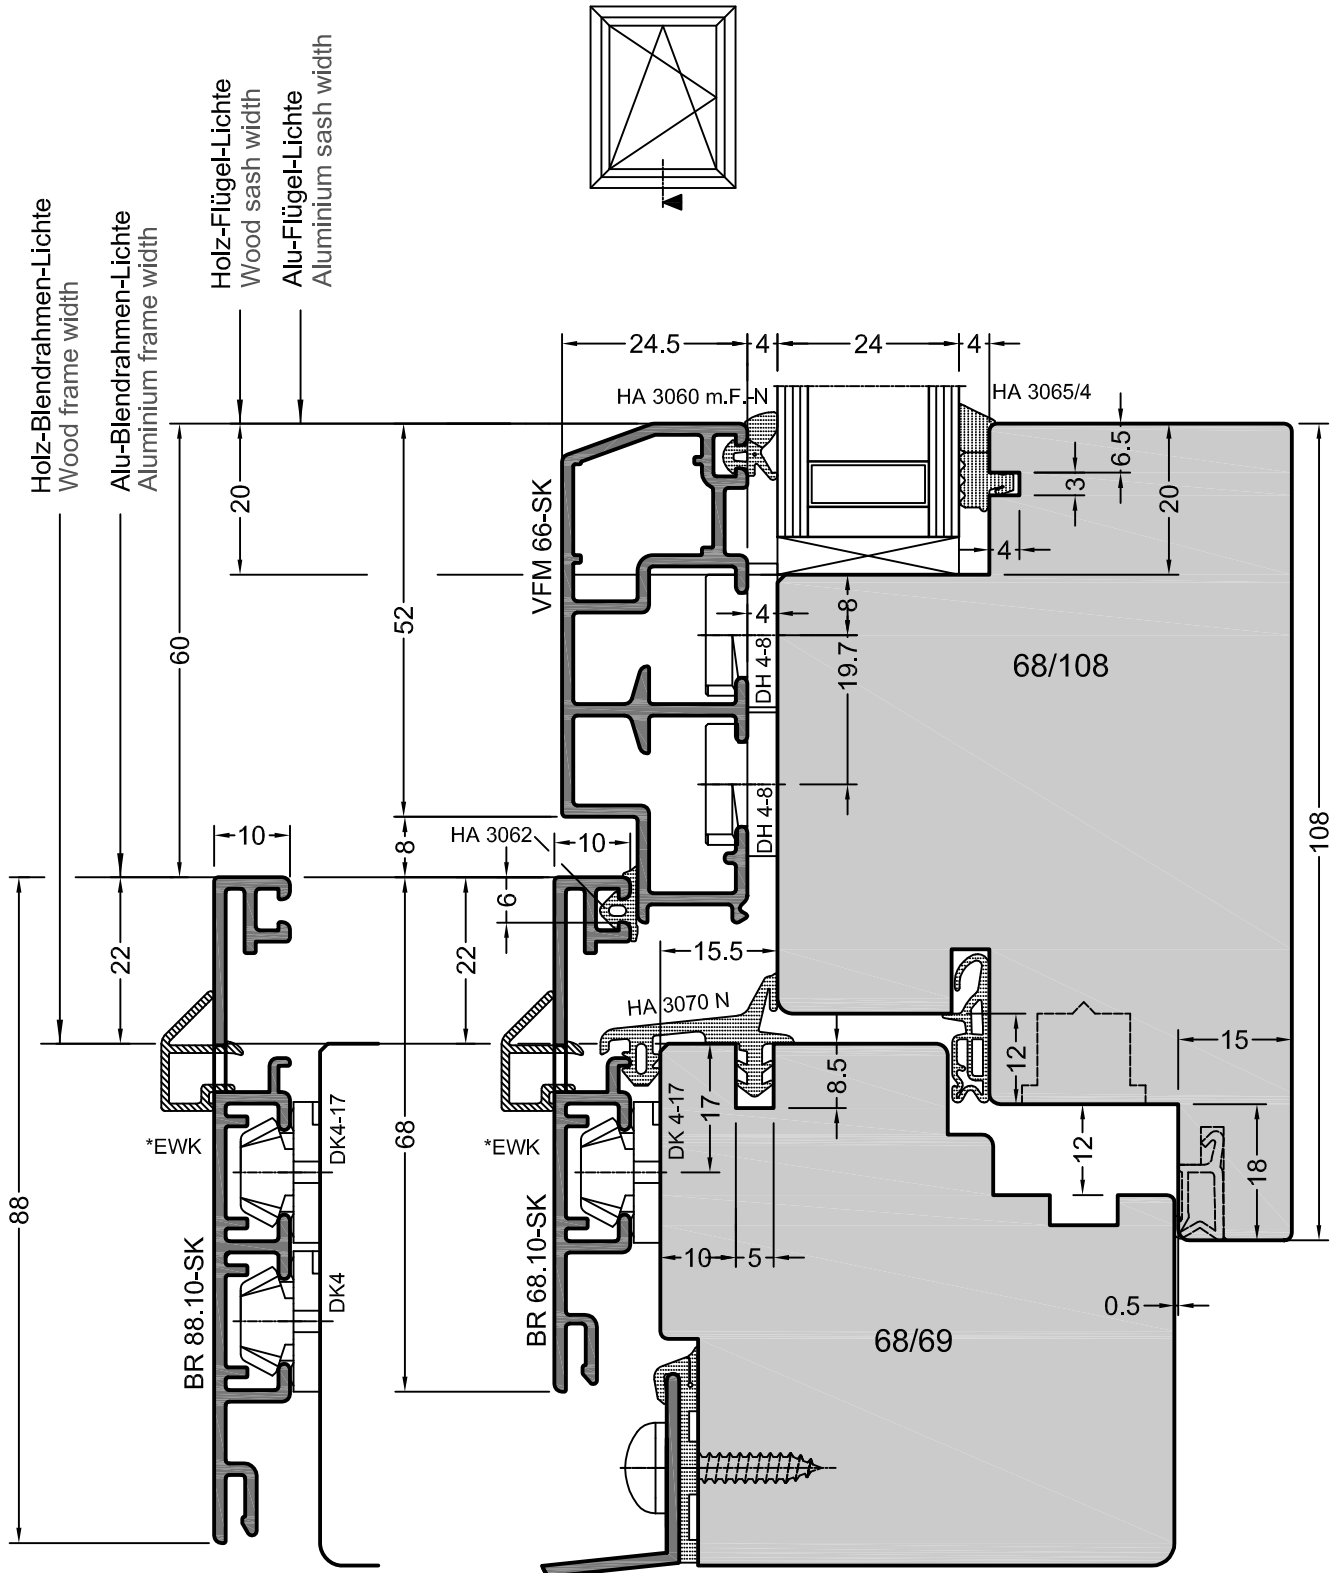 Holz-Blendrahmen-Lichte
Wood frame width
Alu-Blendrahmen-Lichte
Aluminium frame width
Holz-Flügel-Lichte
Wood sash width
Alu-Flügel-Lichte
Aluminium sash width
24.5
4
24
4
HA 3060 m.F.-N
HA 3065/4
6.5
3
20
4
20
52
60
VFM 66-SK
4
8
19.7
DH 4-8
DH 4-8
68/108
108
10
HA 3062
10
8
6
22
22
15.5
HA 3070 N
8.5
17
12
15
12
18
*EWK
DK4-17
*EWK
DK 4-17
68
88
BR 88.10-SK
DK4
BR 68.10-SK
10
5
0.5
68/69